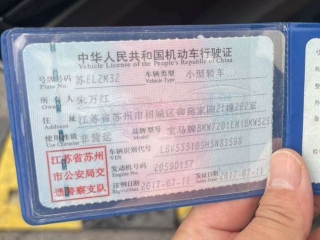 中华人民共和国机动车行驶证
Vehicle License of the People's Republic of China
号牌号码 苏ELZM32 车辆类型 小型轿车
Plate No. Vehicle Type
所有人 朱万红
Owner
住址 江苏省苏州市相城区
Address
使用性质 非营运 品牌型号 宝马牌
Use Character Model
江苏省苏州
市公安局交
通警察支队
车辆识别代号
VIN
发动机号码 2059D157
Engine No.
注册日期 2017-07-11 发证日期 2017-07-11
Register Date Issue Date